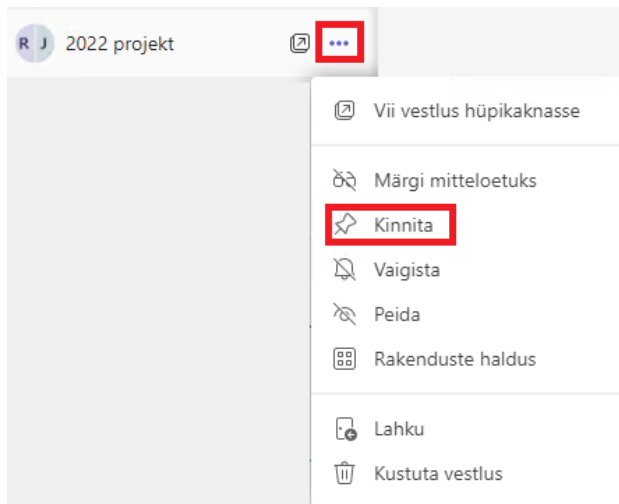 R J 2022 projekt
Vii vestlus hüpikaknasse
Märgi mitteloetuks
Kinnita
Vaigista
Peida
Rakenduste haldus
Lahku
Kustuta vestlus